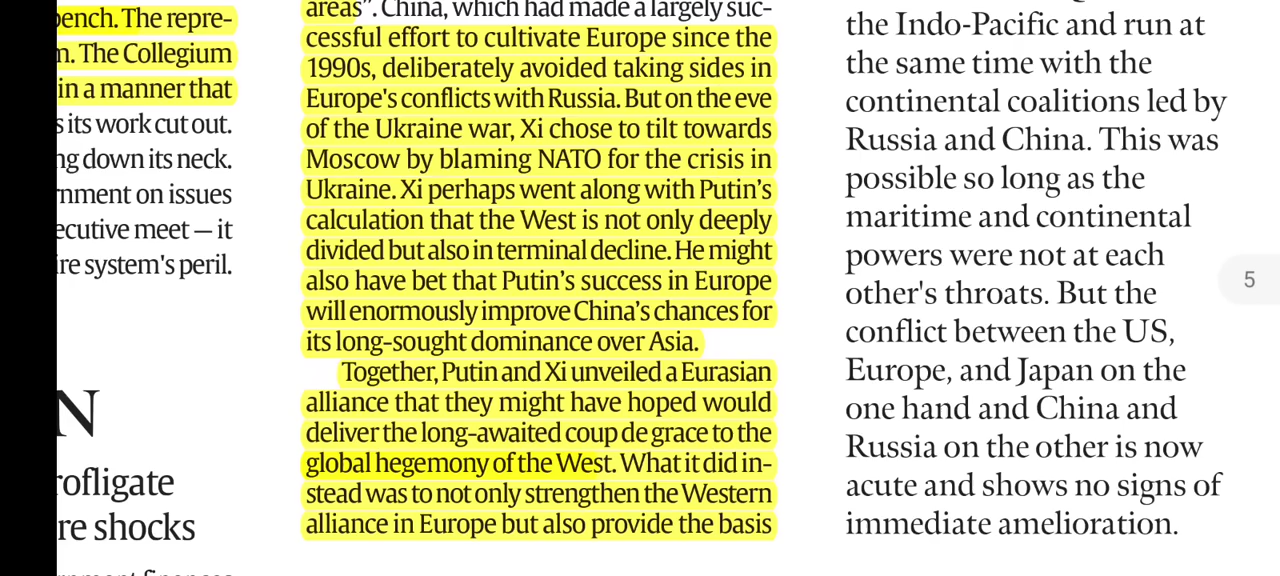 ench. The repre-
m. The Collegium
in a manner that
s its work cut out.
ng down its neck.
rnment on issues
ecutive meet — it
ire system's peril.
N
rofligate
re shocks
areas". China, which had made a largely suc-
cessful effort to cultivate Europe since the
1990s, deliberately avoided taking sides in
Europe's conflicts with Russia. But on the eve
of the Ukraine war, Xi chose to tilt towards
Moscow by blaming NATO for the crisis in
Ukraine. Xi perhaps went along with Putin's
calculation that the West is not only deeply
divided but also in terminal decline. He might
also have bet that Putin's success in Europe
will enormously improve China's chances for
its long-sought dominance over Asia.
Together, Putin and Xi unveiled a Eurasian
alliance that they might have hoped would
deliver the long-awaited coup de grace to the
global hegemony of the West. What it did in-
stead was to not only strengthen the Western
alliance in Europe but also provide the basis
the Indo-Pacific and run at
the same time with the
continental coalitions led by
Russia and China. This was
possible so long as the
maritime and continental
powers were not at each
other's throats. But the
conflict between the US,
Europe, and Japan on the
one hand and China and
Russia on the other is now
acute and shows no signs of
immediate amelioration.
5